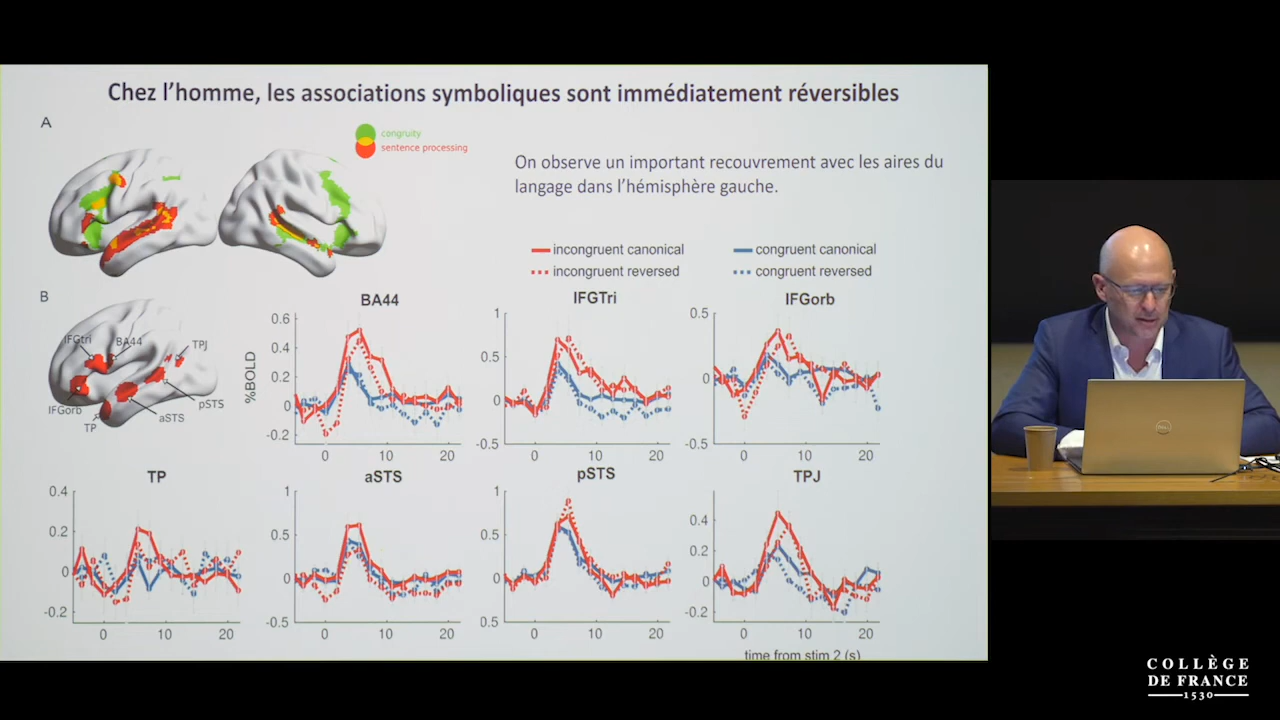 Chez l'homme, les associations symboliques sont immédiatement réversibles
A
congruity
sentence processing
On observe un important recouvrement avec les aires du
langage dans l'hémisphère gauche.
incongruent canonical
congruent canonical
incongruent reversed
congruent reversed
B
IFGtri
BA44
TPJ
IFGorb
TP
aSTS
pSTS
BA44
%BOLD
0.6
0.4
0.2
0
-0.2
0
10
20
IFGTri
1
0.5
0
-0.5
0
10
20
IFGorb
0.5
0
-0.5
0
10
20
TP
0.4
0.2
0
-0.2
0
10
20
aSTS
1
0.5
0
-0.5
0
10
20
pSTS
1
0.5
0
0.5
0
10
20
TPJ
0.4
0.2
0
-0.2
0
10
20
time from stim 2 (s)
DELL
COLLÈGE
DE FRANCE
1530